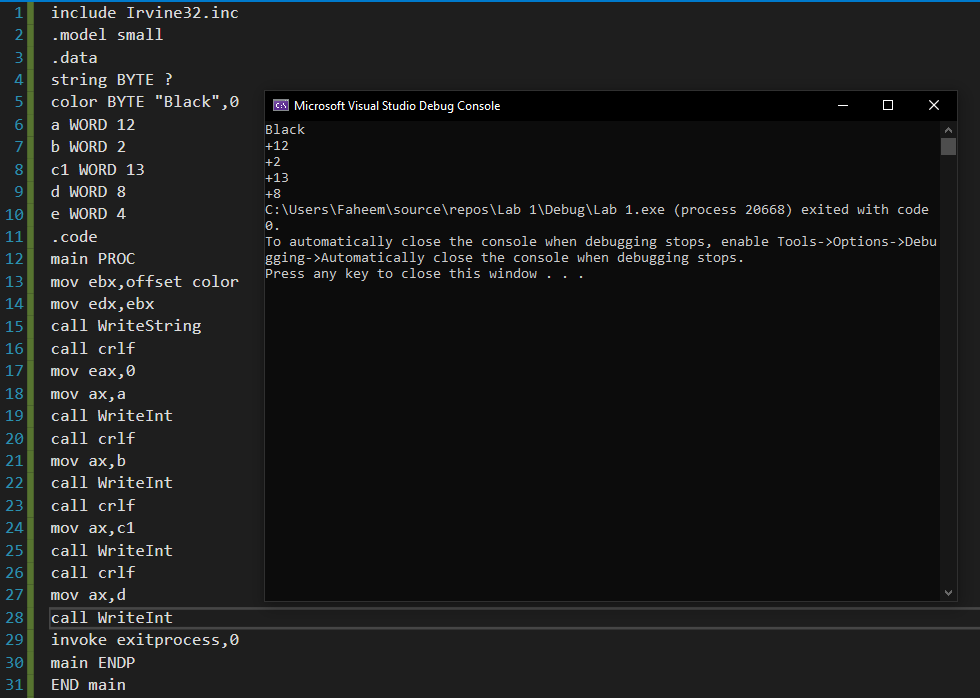 1 include Irvine32.inc
2 .model small
3 .data
4 string BYTE ?
5 color BYTE "Black",0
6 a WORD 12
7 b WORD 2
8 c1 WORD 13
9 d WORD 8
10 e WORD 4
11 .code
12 main PROC
13 mov ebx,offset color
14 mov edx,ebx
15 call WriteString
16 call crlf
17 mov eax,0
18 mov ax,a
19 call WriteInt
20 call crlf
21 mov ax,b
22 call WriteInt
23 call crlf
24 mov ax,c1
25 call WriteInt
26 call crlf
27 mov ax,d
28 call WriteInt
29 invoke exitprocess,0
30 main ENDP
31 END main
C:\ Microsoft Visual Studio Debug Console
Black
+12
+2
+13
+8
C:\Users\Faheem\source\repos\Lab 1\Debug\Lab 1.exe (process 20668) exited with code
0.
To automatically close the console when debugging stops, enable Tools->Options->Debu
gging->Automatically close the console when debugging stops.
Press any key to close this window . . .